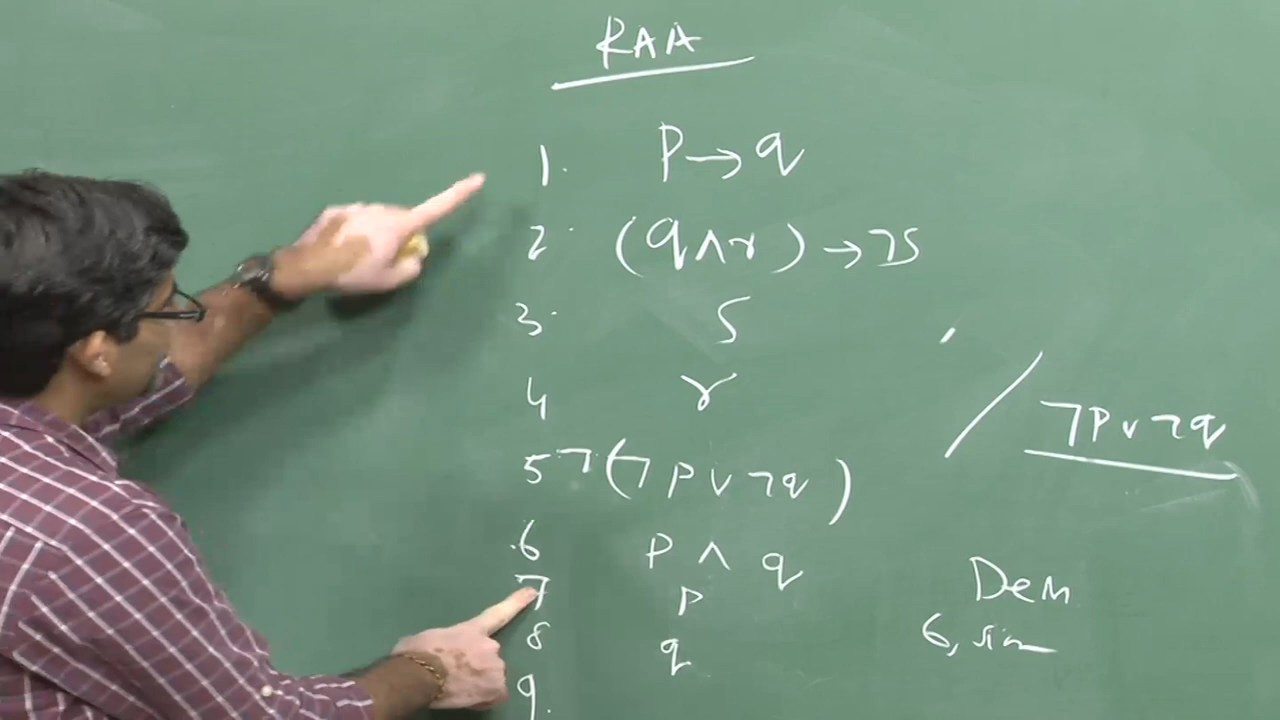 RAA
1. P → q
2. (q ∧ r) → ¬s
3. s
4 r / ¬P ∨ ¬q
5 ¬(¬P ∨ ¬q)
6 P ∧ q Dem
7 P 6, sim
8 q
9.